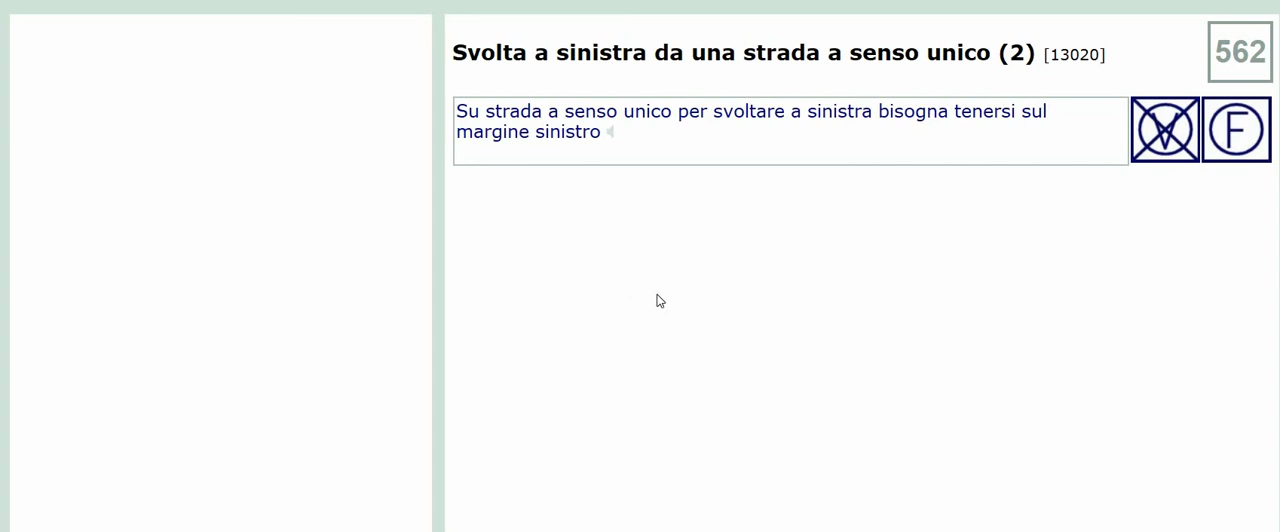 Svolta a sinistra da una strada a senso unico (2) [13020]
562
Su strada a senso unico per svoltare a sinistra bisogna tenersi sul
margine sinistro
V
F